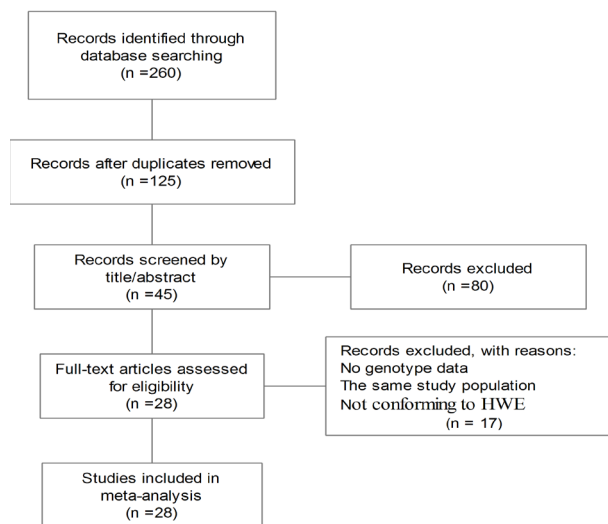 Records identified through
database searching
(n =260)
Records after duplicates removed
(n =125)
Records screened by
title/abstract
(n =45)
Records excluded
(n =80)
Full-text articles assessed
for eligibility
(n =28)
Records excluded, with reasons:
No genotype data
The same study population
Not conforming to HWE
(n = 17)
Studies included in
meta-analysis
(n =28)